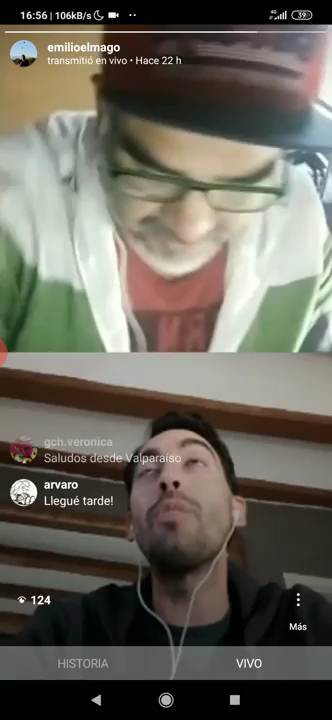 16:56 | 106kB/s
4G
39
emilioelmago
transmitió en vivo • Hace 22 h
gch.veronica
Saludos desde Valparaíso
arvaro
Llegué tarde!
124
Más
HISTORIA
VIVO